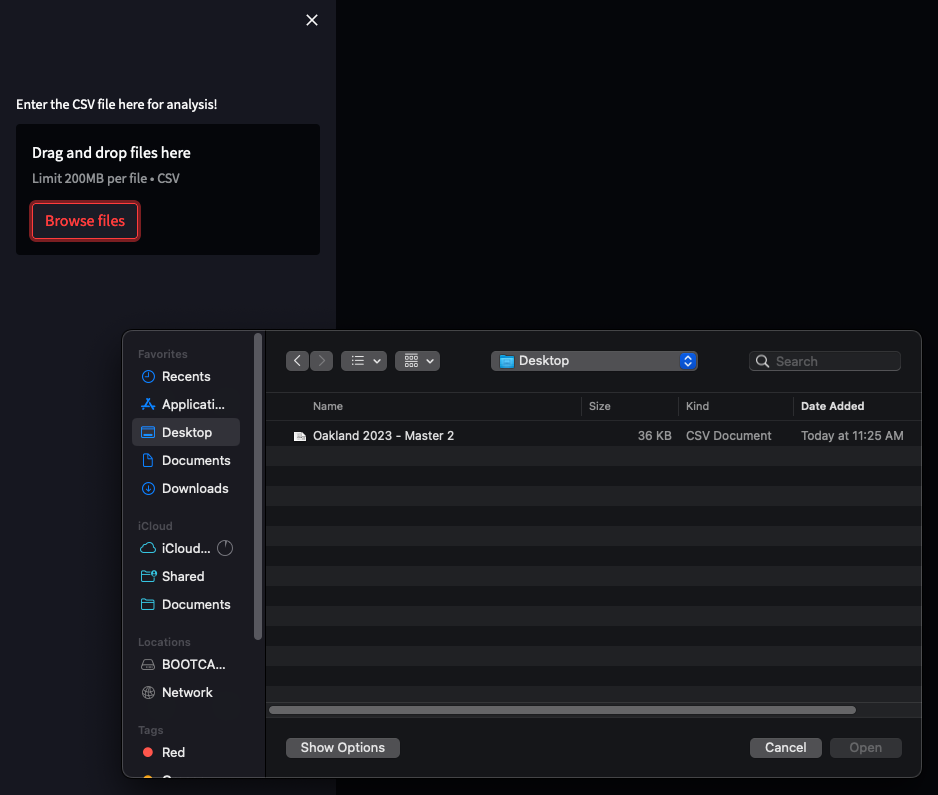 Enter the CSV file here for analysis!
Drag and drop files here
Limit 200MB per file • CSV
Browse files
Favorites
Recents
Applicati...
Desktop
Documents
Downloads
iCloud
iCloud...
Shared
Documents
Locations
BOOTCA...
Network
Tags
Red
Desktop
Search
Name Size Kind Date Added
Oakland 2023 - Master 2 36 KB CSV Document Today at 11:25 AM
Show Options Cancel Open